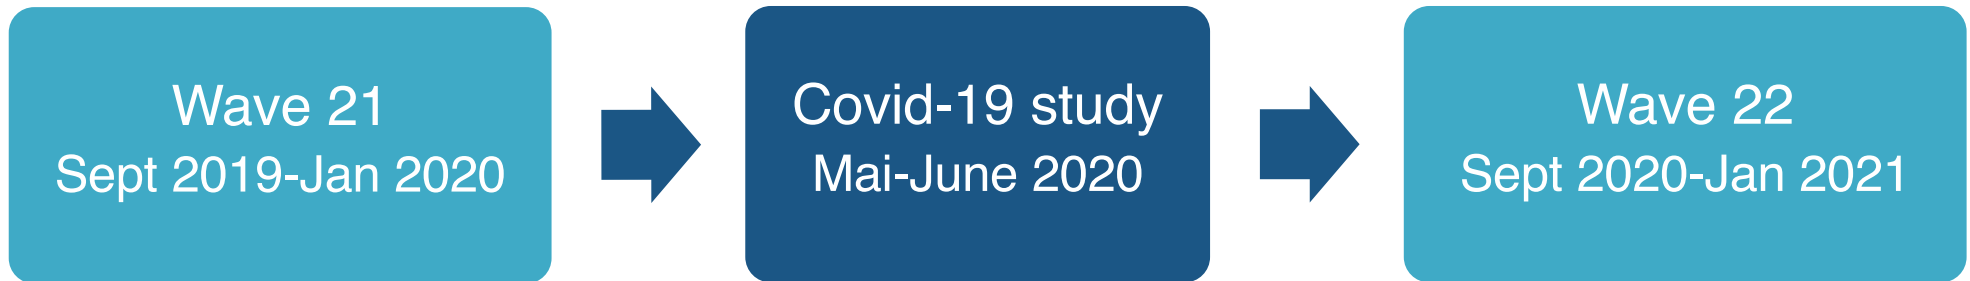 Wave 21
Sept 2019-Jan 2020
Covid-19 study
Mai-June 2020
Wave 22
Sept 2020-Jan 2021